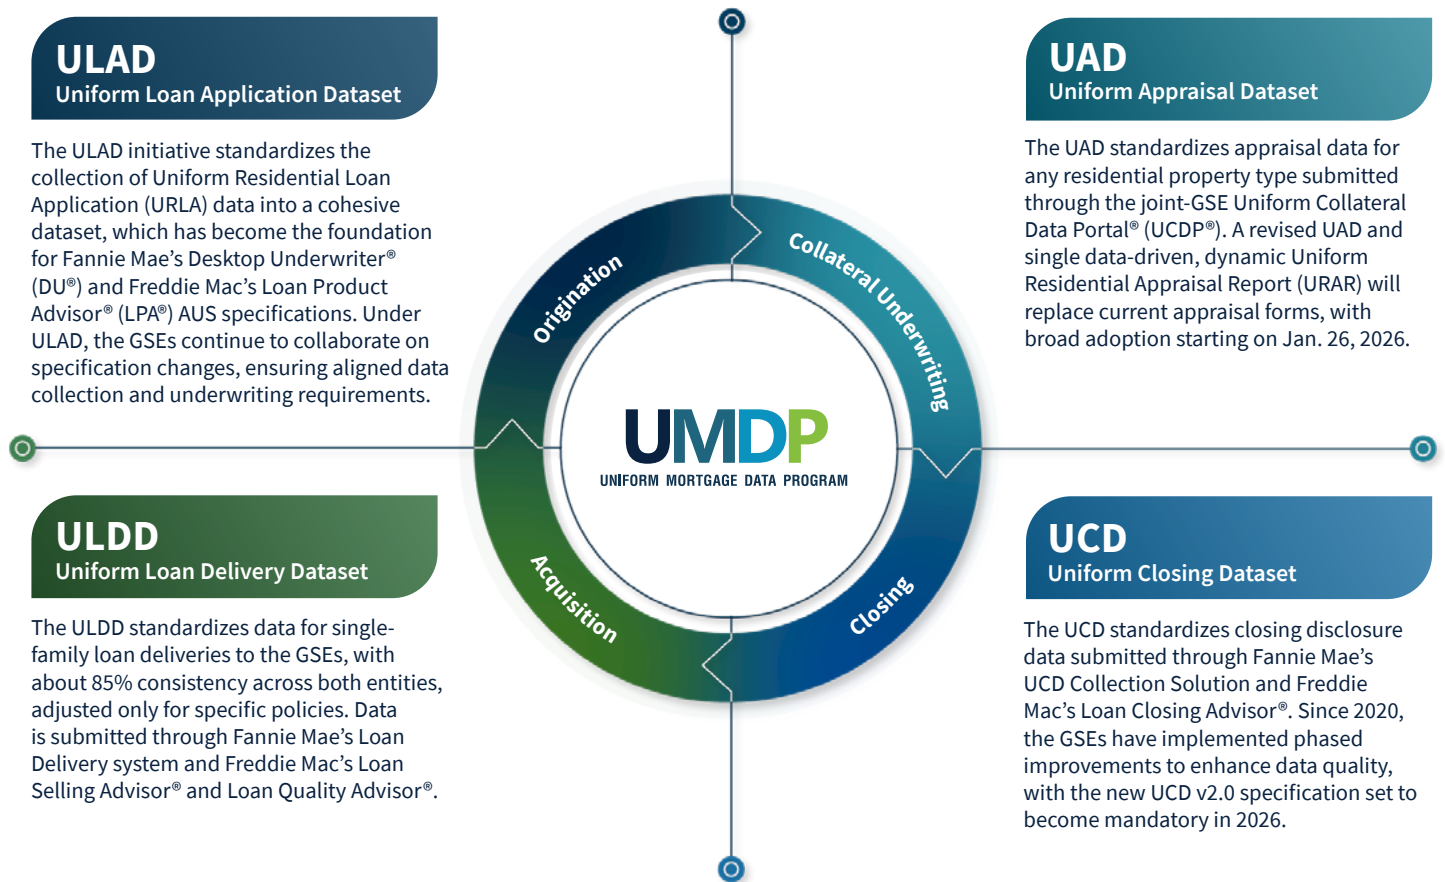 ULAD
Uniform Loan Application Dataset
The ULAD initiative standardizes the
collection of Uniform Residential Loan
Application (URLA) data into a cohesive
dataset, which has become the foundation
for Fannie Mae’s Desktop Underwriter®
(DU®) and Freddie Mac’s Loan Product
Advisor® (LPA®) AUS specifications. Under
ULAD, the GSEs continue to collaborate on
specification changes, ensuring aligned data
collection and underwriting requirements.
UAD
Uniform Appraisal Dataset
The UAD standardizes appraisal data for
any residential property type submitted
through the joint-GSE Uniform Collateral
Data Portal® (UCDP®). A revised UAD and
single data-driven, dynamic Uniform
Residential Appraisal Report (URAR) will
replace current appraisal forms, with
broad adoption starting on Jan. 26, 2026.
Origination
Collateral Underwriting
UMDP
UNIFORM MORTGAGE DATA PROGRAM
Acquisition
Closing
ULDD
Uniform Loan Delivery Dataset
The ULDD standardizes data for single-
family loan deliveries to the GSEs, with
about 85% consistency across both entities,
adjusted only for specific policies. Data
is submitted through Fannie Mae’s Loan
Delivery system and Freddie Mac’s Loan
Selling Advisor® and Loan Quality Advisor®.
UCD
Uniform Closing Dataset
The UCD standardizes closing disclosure
data submitted through Fannie Mae’s
UCD Collection Solution and Freddie
Mac’s Loan Closing Advisor®. Since 2020,
the GSEs have implemented phased
improvements to enhance data quality,
with the new UCD v2.0 specification set to
become mandatory in 2026.